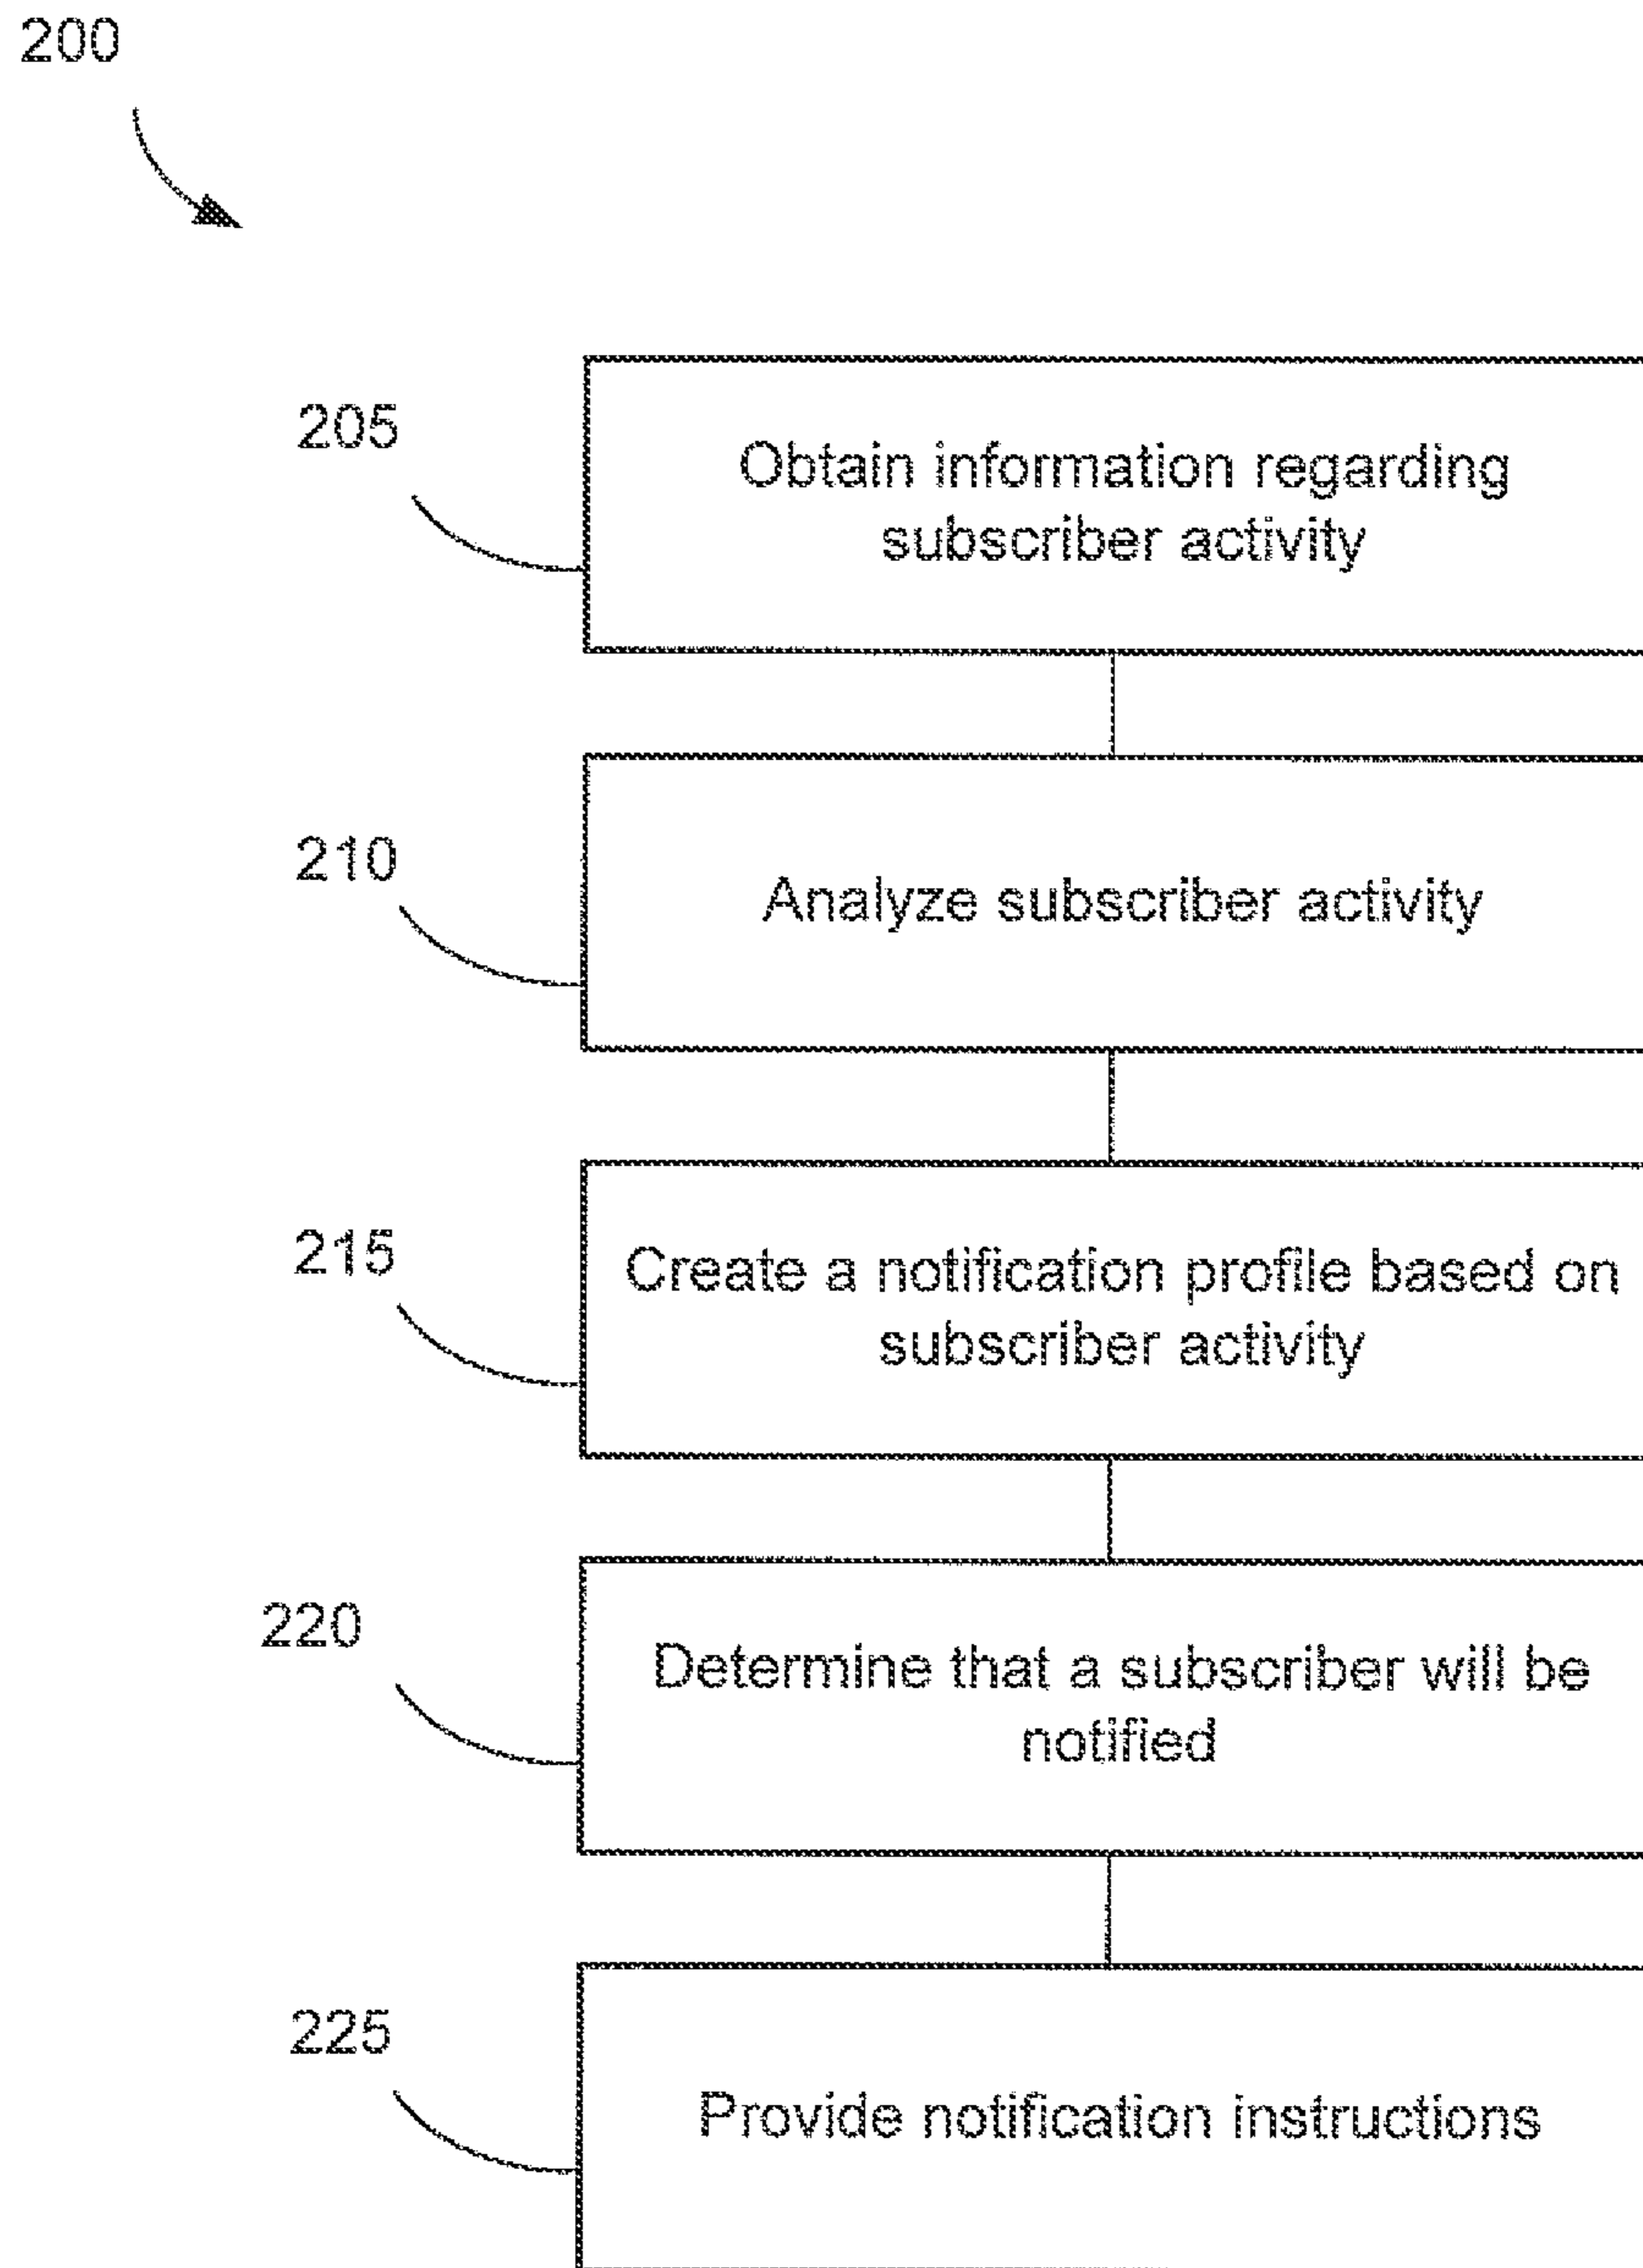 200
205
Obtain information regarding
subscriber activity
210
Analyze subscriber activity
215
Create a notification profile based on
subscriber activity
220
Determine that a subscriber will be
notified
225
Provide notification instructions